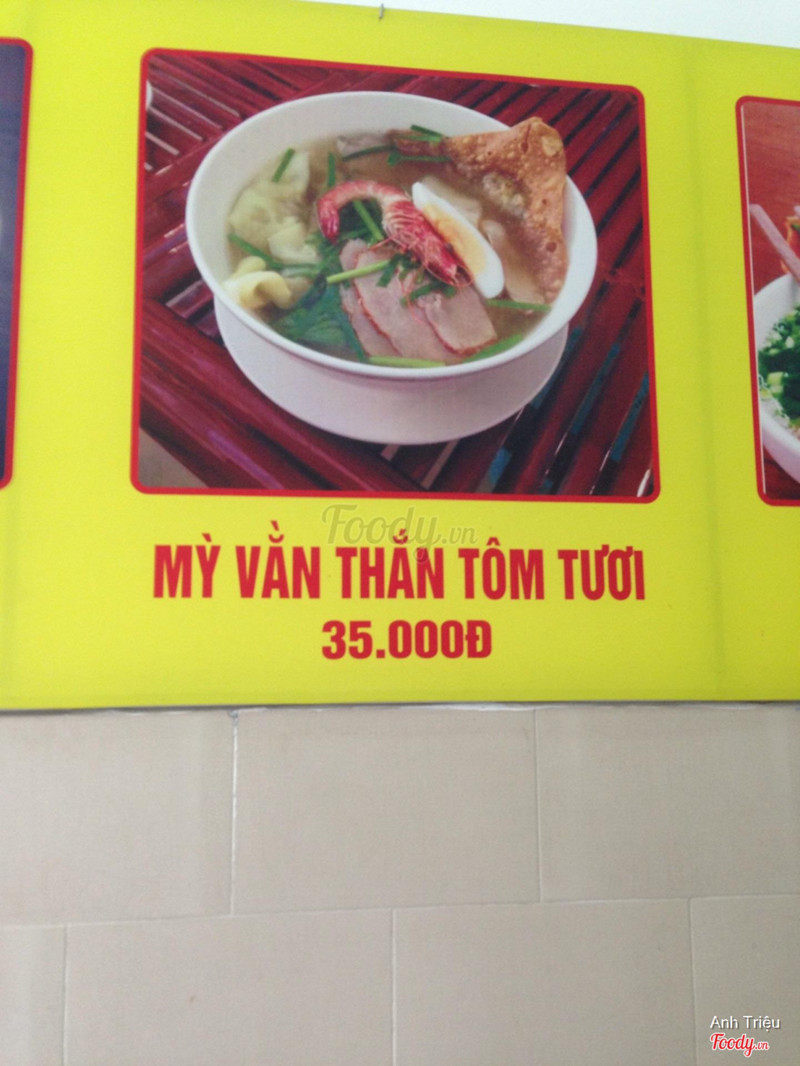 Foody.vn
MỲ VẰN THẮN TÔM TƯƠI
35.000Đ
Anh Triệu
Foody.vn